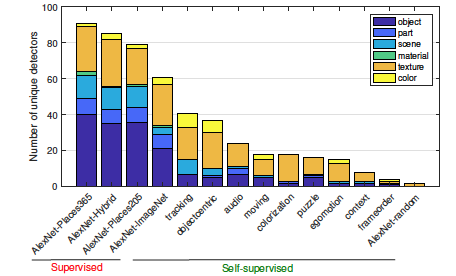 100
80
60
40
20
0
Number of unique detectors
object
part
scene
material
texture
color
AlexNet-Places365
AlexNet-Hybrid
AlexNet-Places205
AlexNet-ImageNet
tracking
objectcentric
audio
moving
colorization
puzzle
egomotion
context
frameorder
AlexNet-random
Supervised
Self-supervised